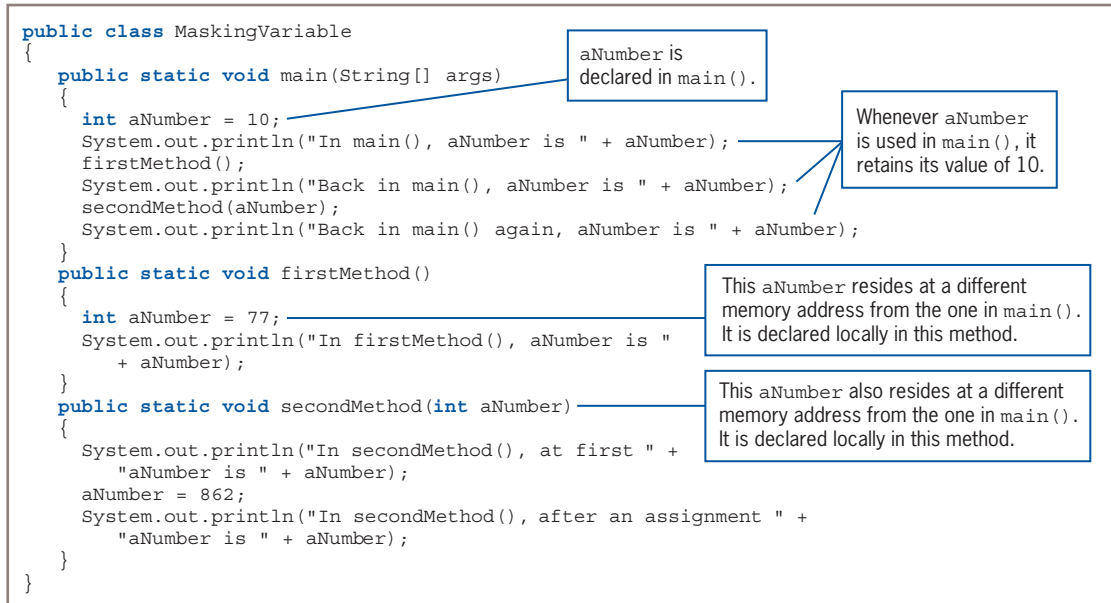 public class MaskingVariable
{
public static void main(String[] args)
{
int aNumber = 10;
System.out.println("In main(), aNumber is " + aNumber);
firstMethod();
System.out.println("Back in main(), aNumber is " + aNumber);
secondMethod(aNumber);
System.out.println("Back in main() again, aNumber is " + aNumber);
}
public static void firstMethod()
{
int aNumber = 77;
System.out.println("In firstMethod(), aNumber is "
+ aNumber);
}
public static void secondMethod(int aNumber)
{
System.out.println("In secondMethod(), at first " +
"aNumber is " + aNumber);
aNumber = 862;
System.out.println("In secondMethod(), after an assignment " +
"aNumber is " + aNumber);
}
}
aNumber is
declared in main().
Whenever aNumber
is used in main(), it
retains its value of 10.
This aNumber resides at a different
memory address from the one in main().
It is declared locally in this method.
This aNumber also resides at a different
memory address from the one in main().
It is declared locally in this method.